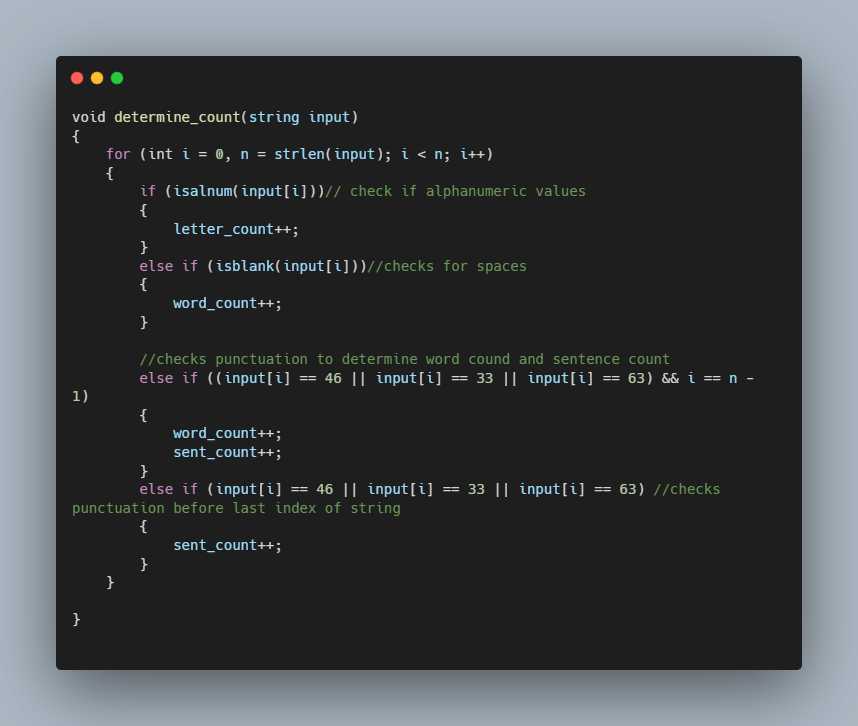 void determine_count(string input)
{
    for (int i = 0, n = strlen(input); i < n; i++)
    {
        if (isalnum(input[i]))// check if alphanumeric values
        {
            letter_count++;
        }
        else if (isblank(input[i]))//checks for spaces
        {
            word_count++;
        }

        //checks punctuation to determine word cound and sentence count
        else if ((input[i] == 46 || input[i] == 33 || input[i] == 63) && i == n -
1)
        {
            word_count++;
            sent_count++;
        }
        else if (input[i] == 46 || input[i] == 33 || input[i] == 63) //checks
punctuation before last index of string
        {
            sent_count++;
        }
    }

}